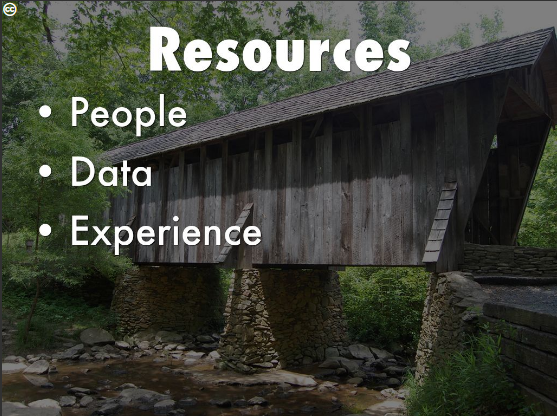 Resources
• People
• Data
• Experience